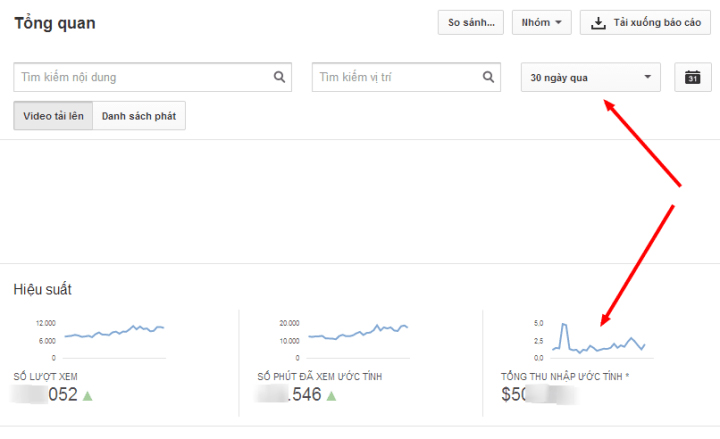 Tổng quan
So sánh... Nhóm Tải xuống báo cáo
Tìm kiếm nội dung Tìm kiếm vị trí 30 ngày qua 31
Video tải lên Danh sách phát
Hiệu suất
12.000
6.000
0
20.000
10.000
0
5,0
2,5
0,0
SỐ LƯỢT XEM
052
SỐ PHÚT ĐÃ XEM ƯỚC TÍNH
.546
TỔNG THU NHẬP ƯỚC TÍNH *
$50